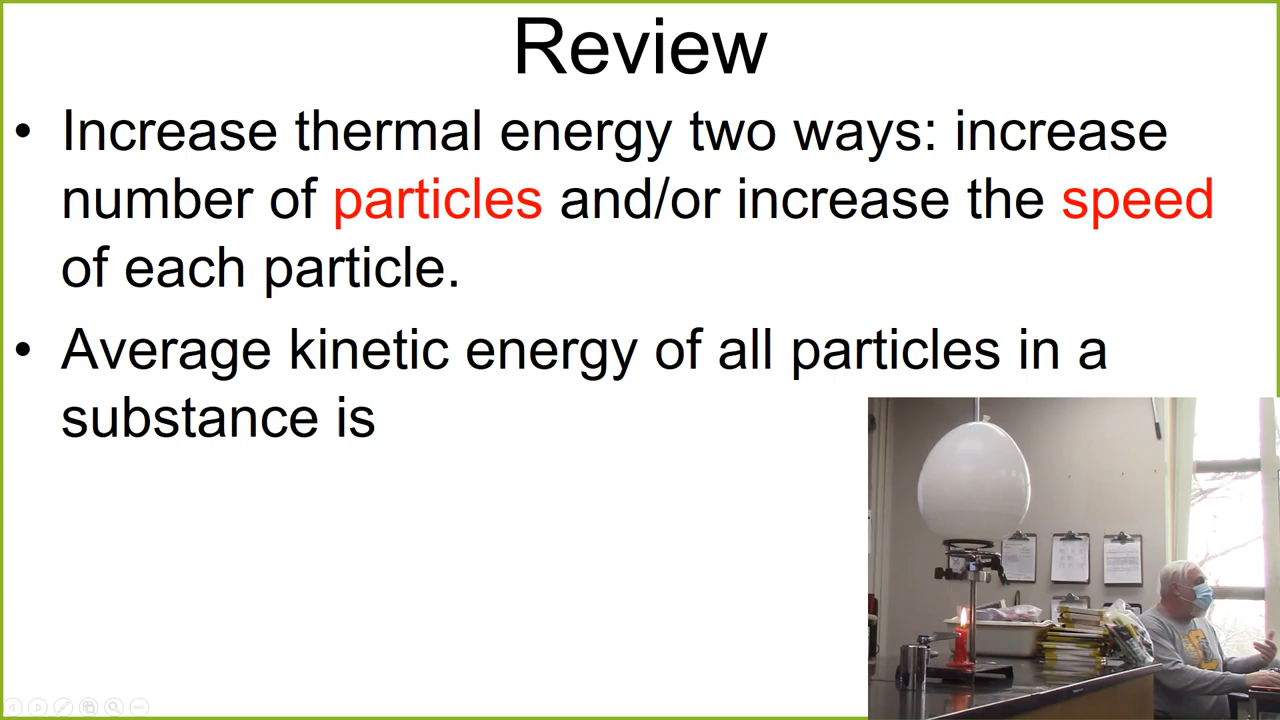 Review
• Increase thermal energy two ways: increase
number of particles and/or increase the speed
of each particle.
• Average kinetic energy of all particles in a
substance is